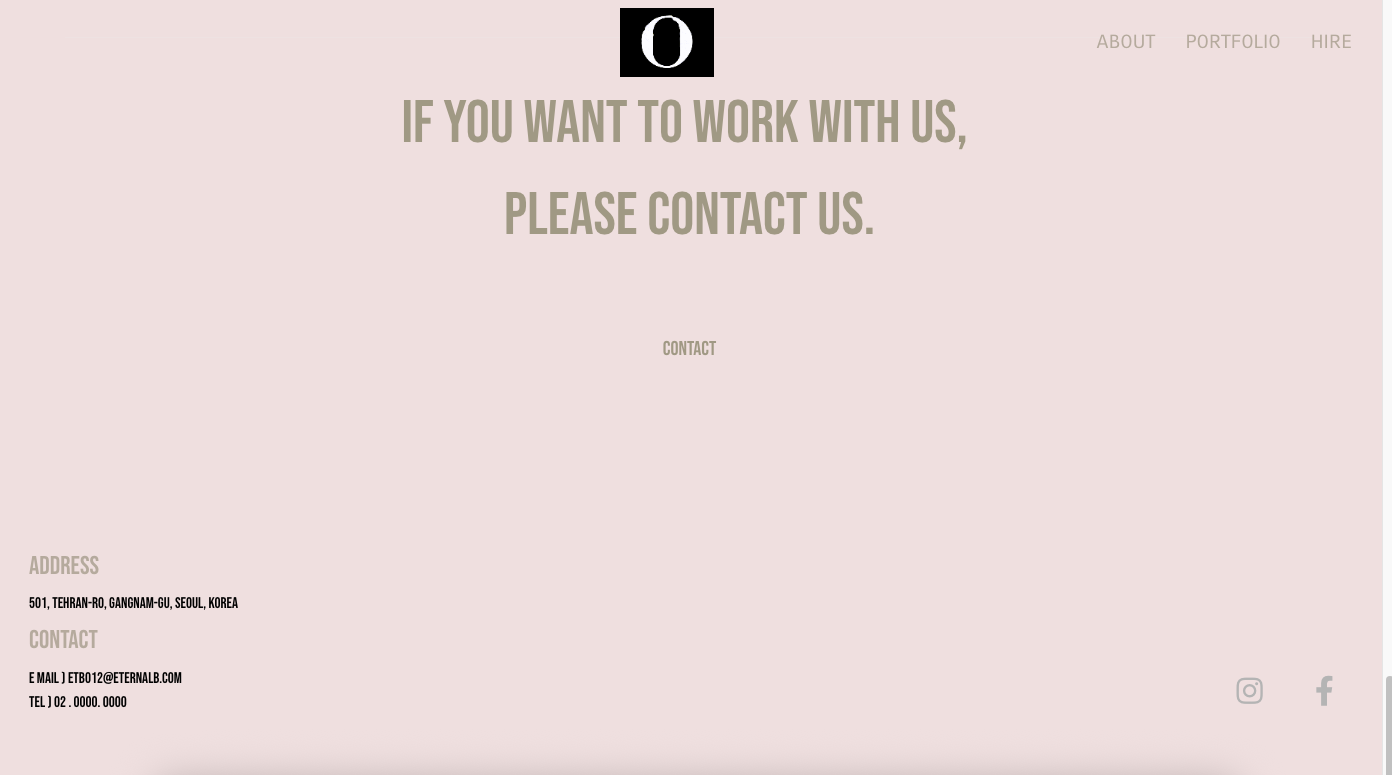 O
ABOUT PORTFOLIO HIRE
IF YOU WANT TO WORK WITH US,
PLEASE CONTACT US.
CONTACT
ADDRESS
501, TEHRAN-RO, GANGNAM-GU, SEOUL, KOREA
CONTACT
E MAIL ) ETB012@ETERNALB.COM
TEL ) 02 . 0000. 0000